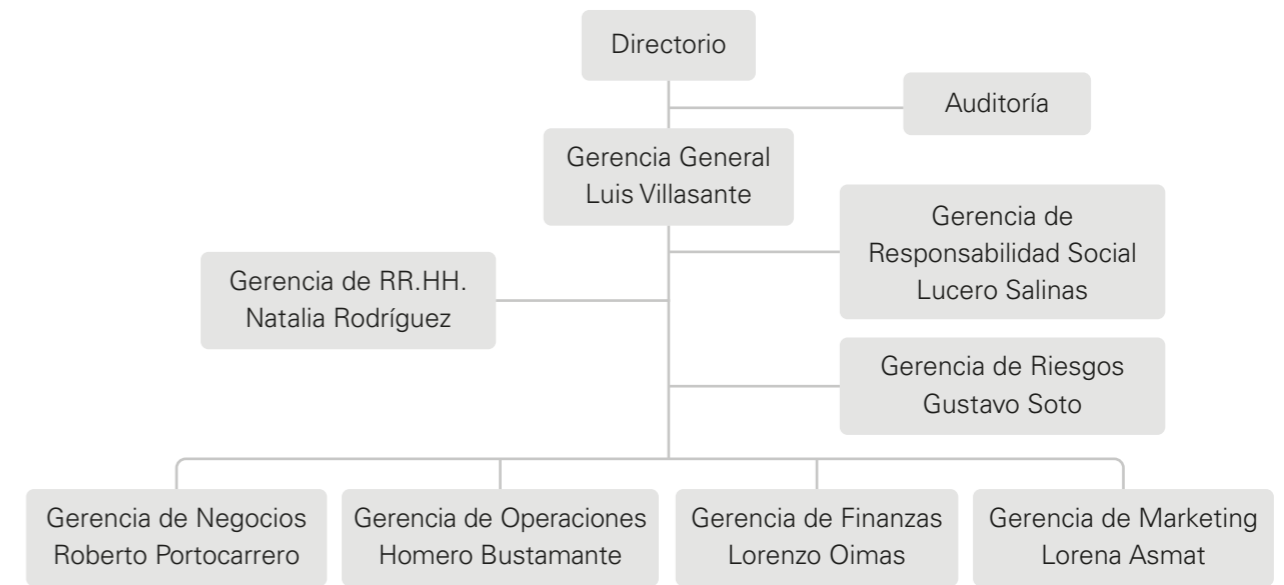 Directorio
Auditoría
Gerencia General
Luis Villasante
Gerencia de
Responsabilidad Social
Lucero Salinas
Gerencia de RR.HH.
Natalia Rodríguez
Gerencia de Riesgos
Gustavo Soto
Gerencia de Negocios
Roberto Portocarrero
Gerencia de Operaciones
Homero Bustamante
Gerencia de Finanzas
Lorenzo Oimas
Gerencia de Marketing
Lorena Asmat